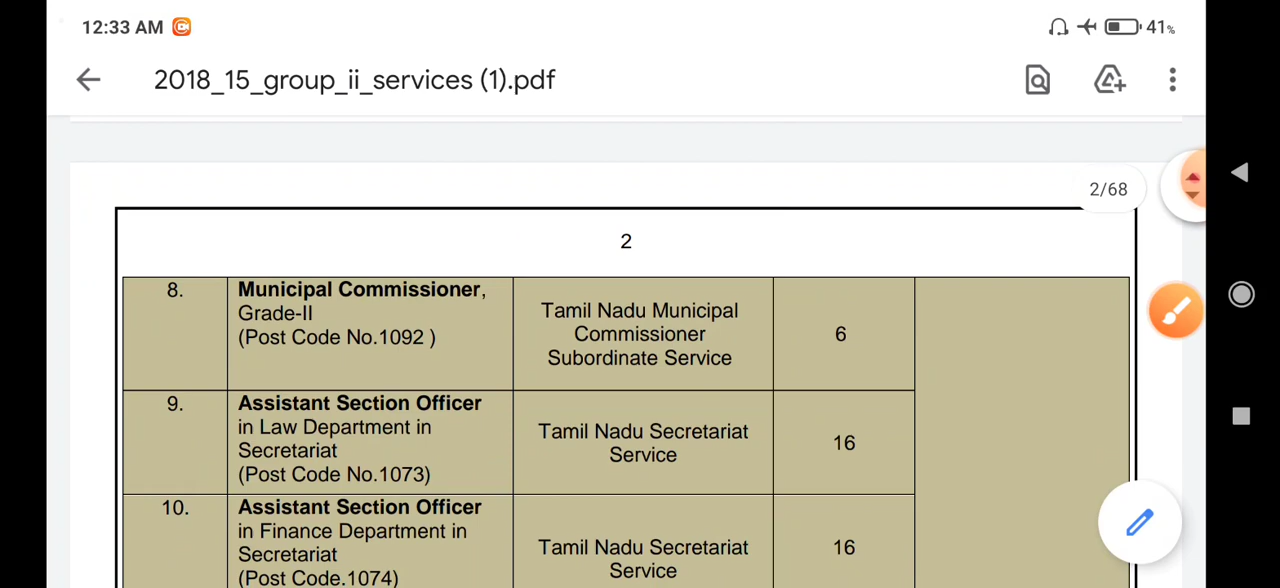 12:33 AM
41%
2018_15_group_ii_services (1).pdf
2/68
2
8.
Municipal Commissioner,
Grade-II
(Post Code No.1092 )
Tamil Nadu Municipal
Commissioner
Subordinate Service
6
9.
Assistant Section Officer
in Law Department in
Secretariat
(Post Code No.1073)
Tamil Nadu Secretariat
Service
16
10.
Assistant Section Officer
in Finance Department in
Secretariat
(Post Code.1074)
Tamil Nadu Secretariat
Service
16